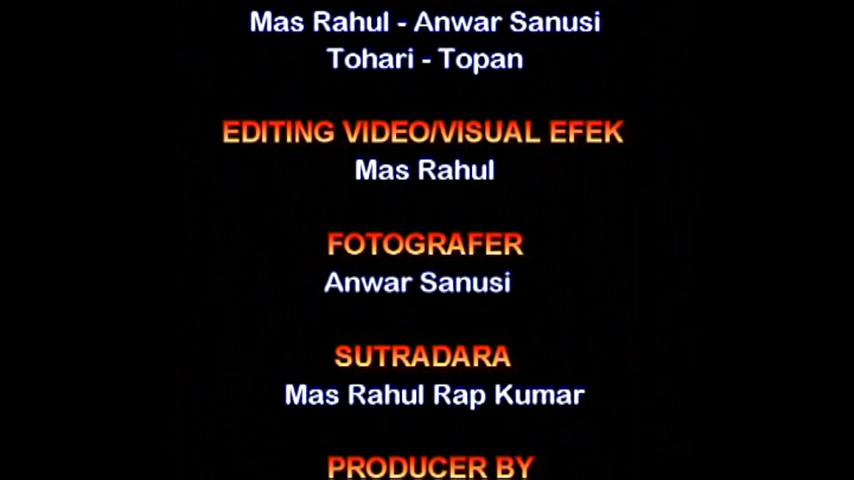 Mas Rahul - Anwar Sanusi
Tohari - Topan
EDITING VIDEO/VISUAL EFEK
Mas Rahul
FOTOGRAFER
Anwar Sanusi
SUTRADARA
Mas Rahul Rap Kumar
PRODUCER BY